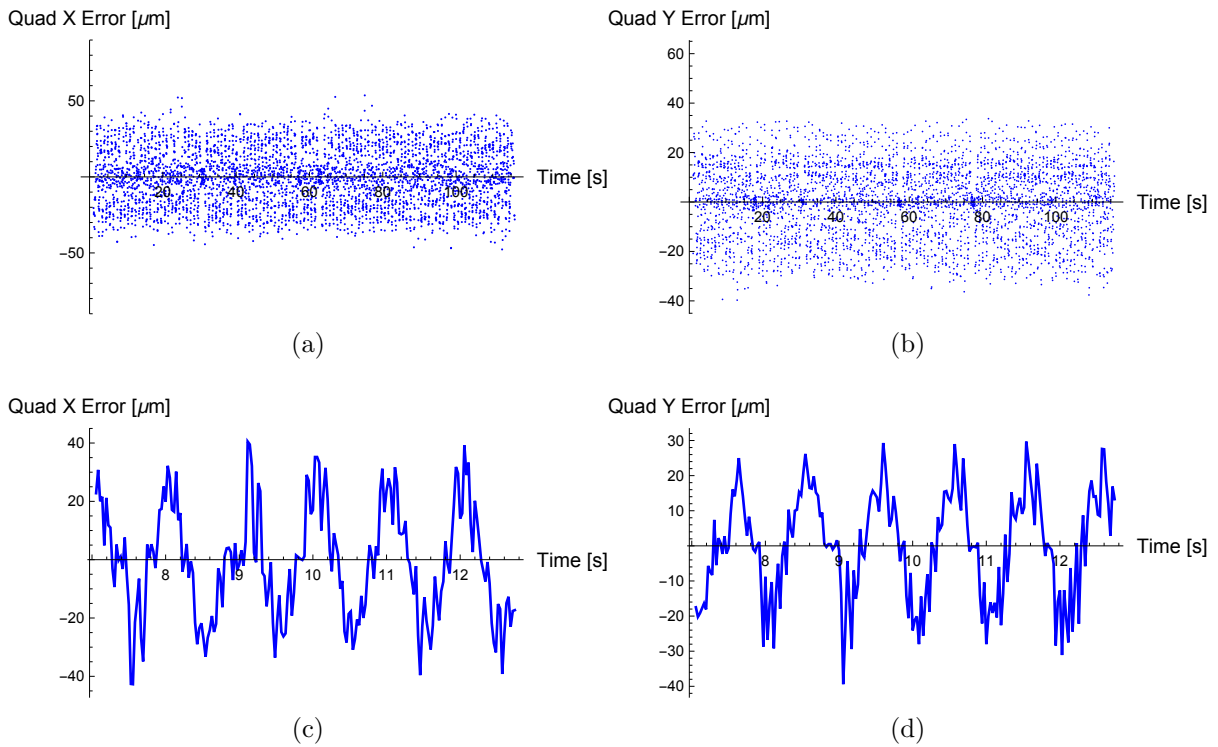 Quad X Error [μm]
50
-50
20 40 60 80 100
Time [s]
(a)
Quad Y Error [μm]
60
40
20
-20
-40
20 40 60 80 100
Time [s]
(b)
Quad X Error [μm]
40
20
-20
-40
8 9 10 11 12
Time [s]
(c)
Quad Y Error [μm]
30
20
10
-10
-20
-30
-40
8 9 10 11 12
Time [s]
(d)